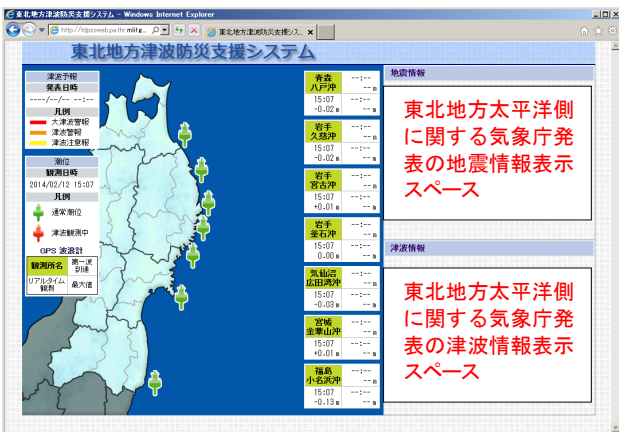 東北地方津波防災支援システム - Windows Internet Explorer
東北地方津波防災支援シス...
東北地方津波防災支援システム
津波予報
発表日時
----/--/-- --:--
凡例
大津波警報
津波警報
津波注意報
潮位
観測日時
2014/02/12 15:07
凡例
通常潮位
津波観測中
GPS 波浪計
観測所名 第一波到達
リアルタイム観測 最大値
青森八戸沖 --:-- --m
15:07 --:--
-0.02m --m
岩手久慈沖 --:-- --m
15:07 --:--
-0.02m --m
岩手宮古沖 --:-- --m
15:07 --:--
+0.01m --m
岩手釜石沖 --:-- --m
15:07 --:--
0.00m --m
気仙沼広田湾沖 --:-- --m
15:07 --:--
-0.03m --m
宮城金華山沖 --:-- --m
15:07 --:--
+0.01m --m
福島小名浜沖 --:-- --m
15:07 --:--
-0.13m --m
地震情報
東北地方太平洋側
に関する気象庁発
表の地震情報表示
スペース
津波情報
東北地方太平洋側
に関する気象庁発
表の津波情報表示
スペース